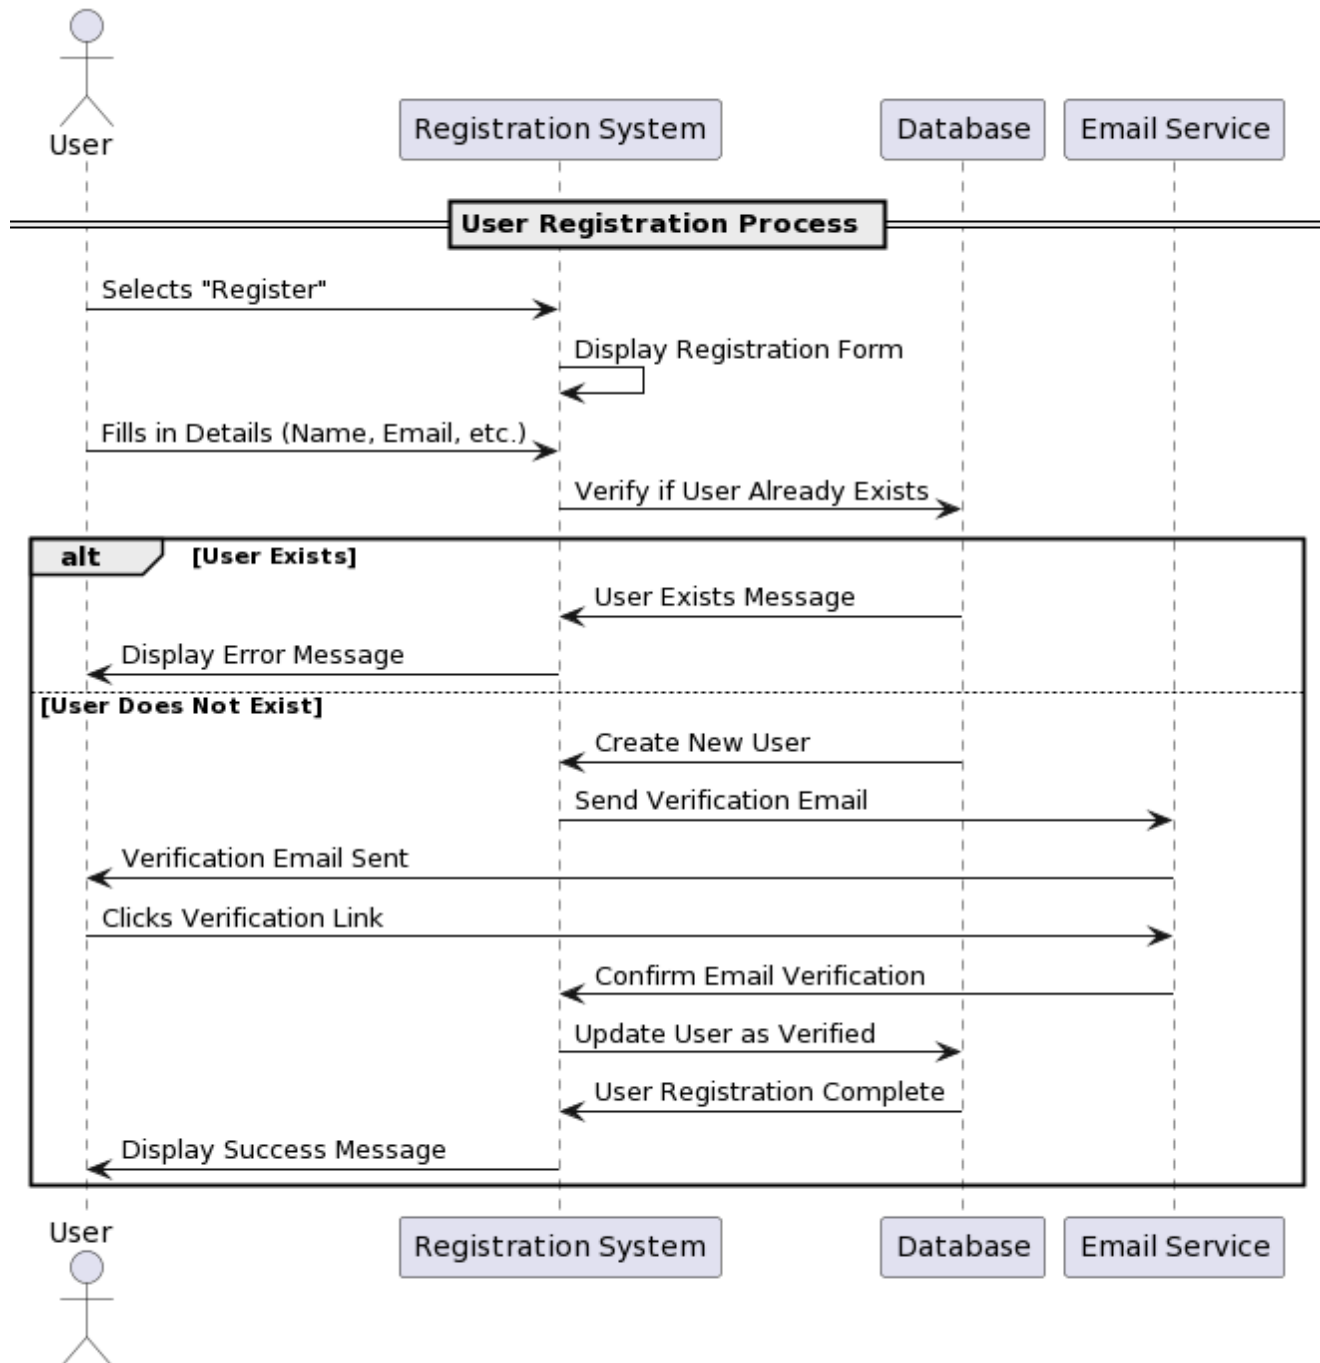 User
Registration System
Database
Email Service
User Registration Process
Selects "Register"
Display Registration Form
Fills in Details (Name, Email, etc.)
Verify if User Already Exists
alt
[User Exists]
User Exists Message
Display Error Message
[User Does Not Exist]
Create New User
Send Verification Email
Verification Email Sent
Clicks Verification Link
Confirm Email Verification
Update User as Verified
User Registration Complete
Display Success Message
User
Registration System
Database
Email Service